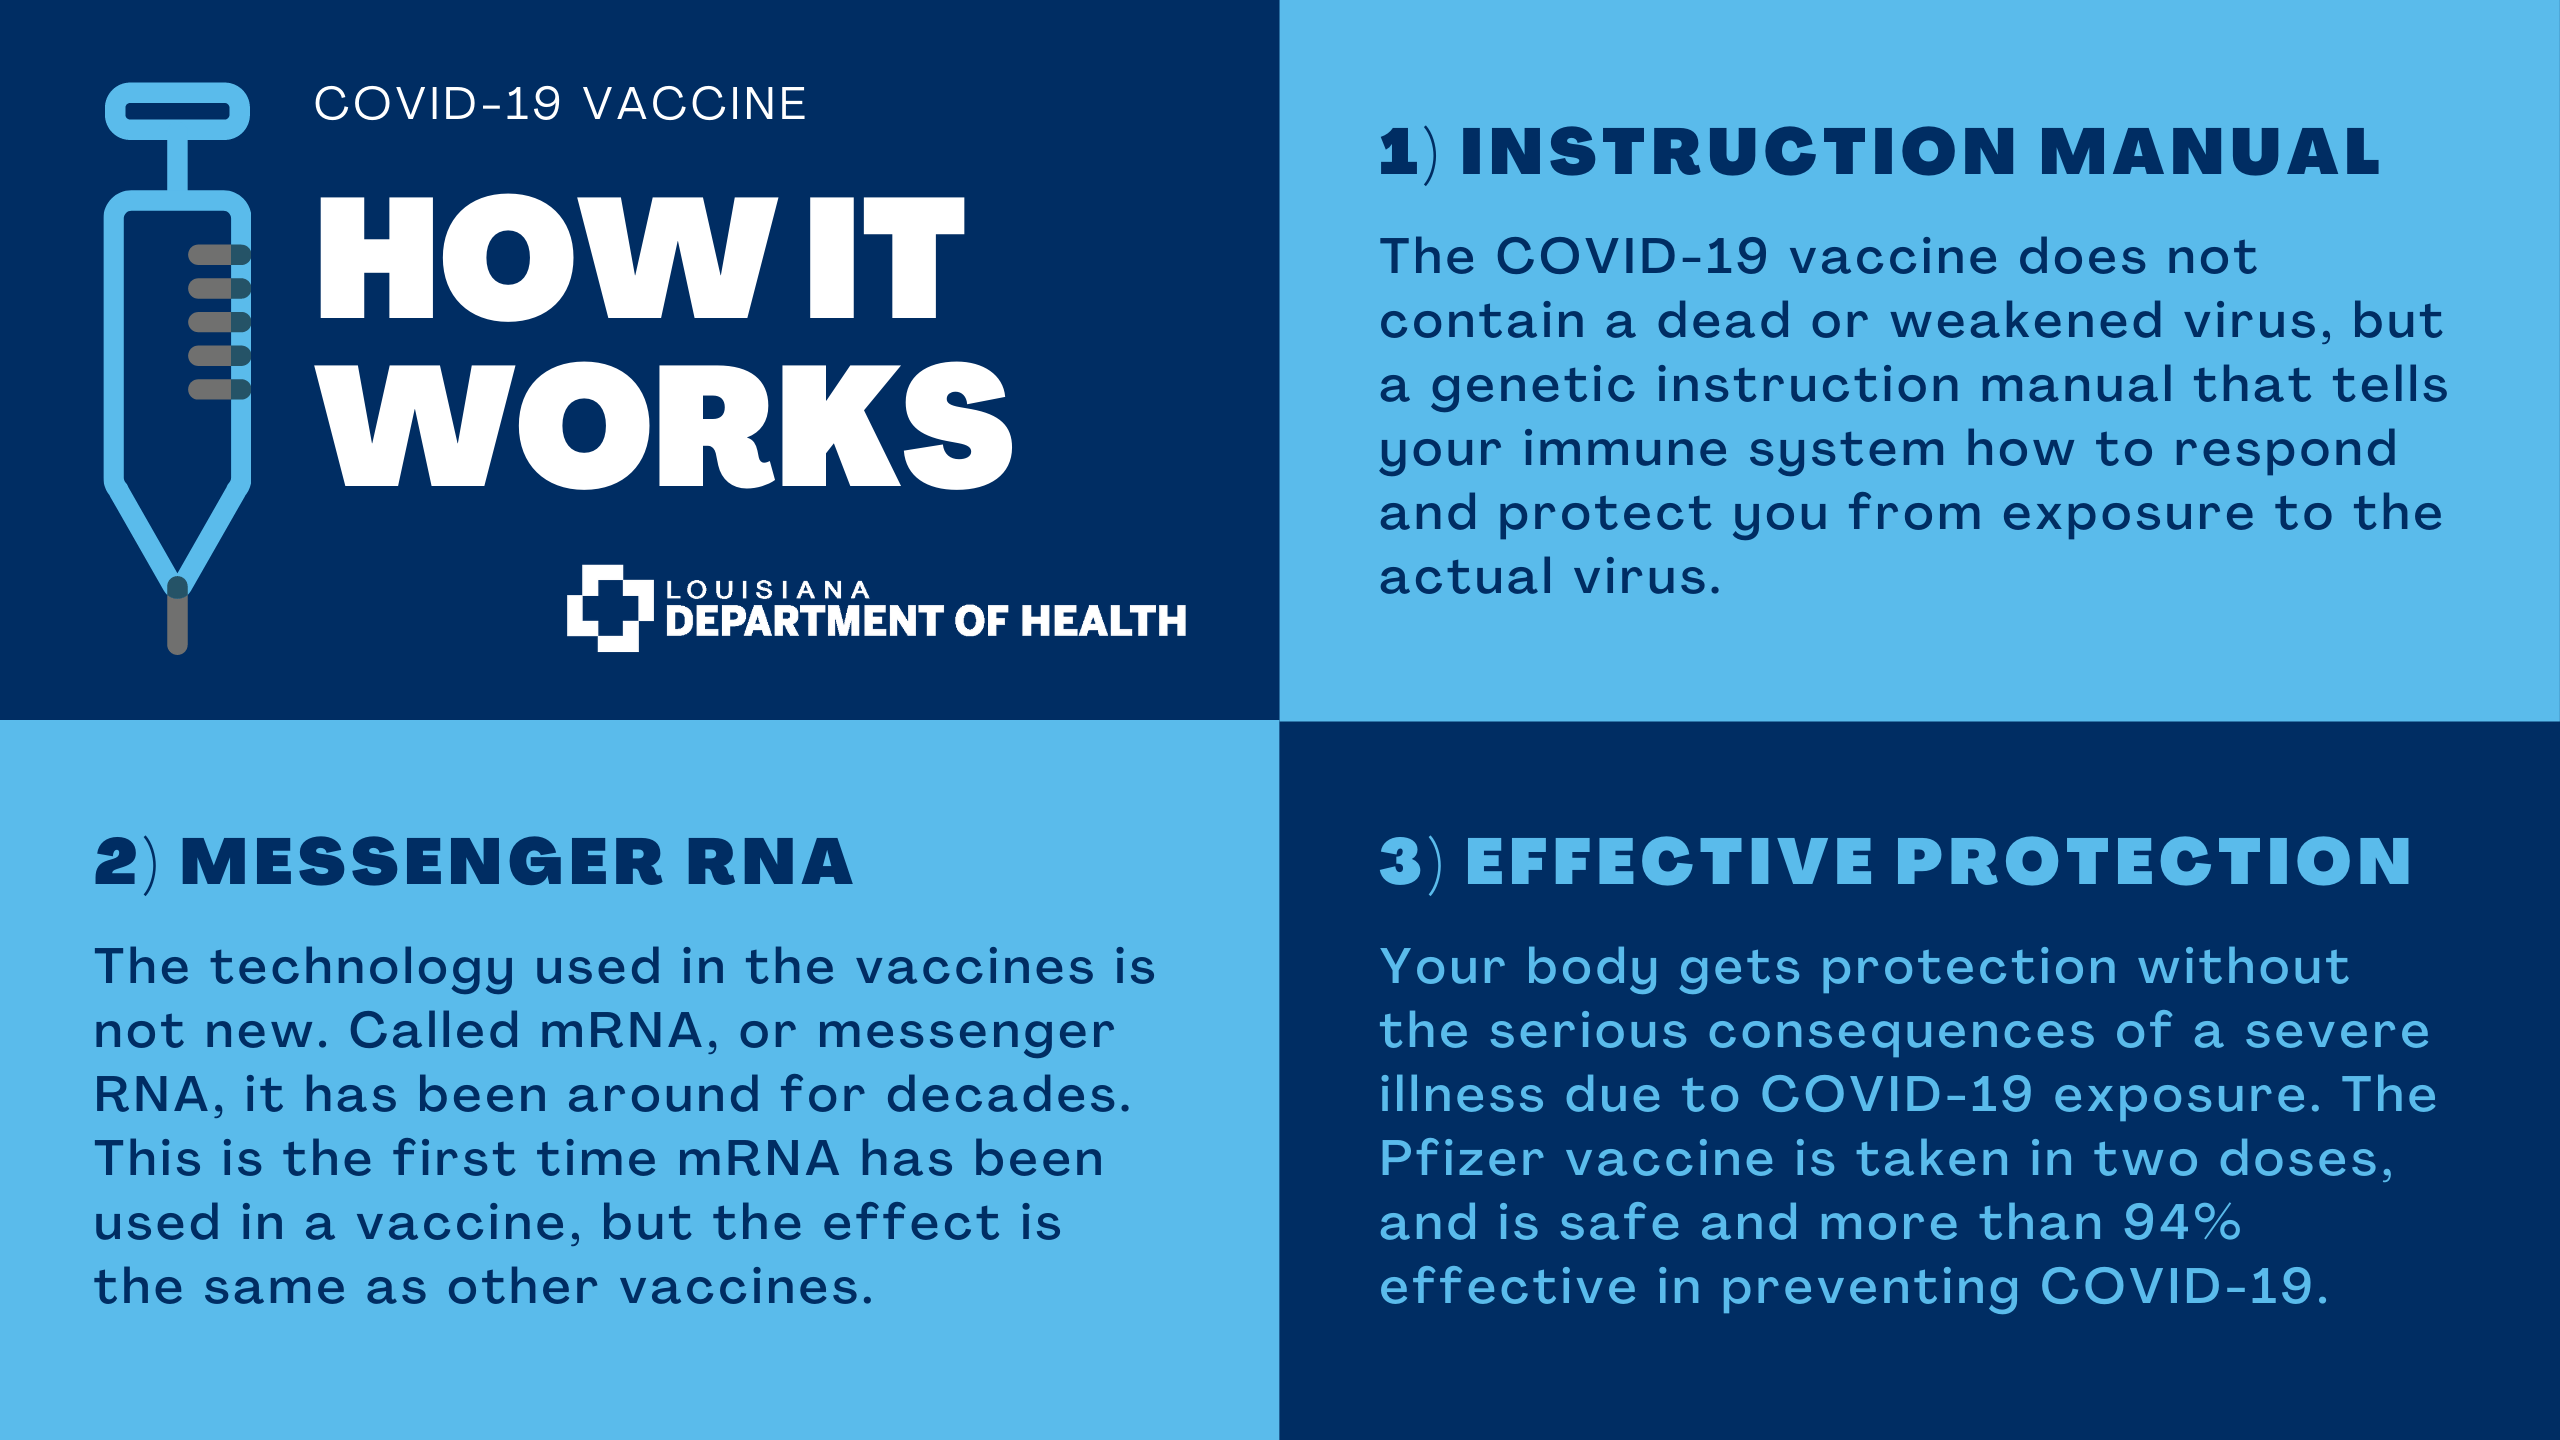 COVID-19 VACCINE
HOW IT
WORKS
LOUISIANA
DEPARTMENT OF HEALTH
1) INSTRUCTION MANUAL
The COVID-19 vaccine does not
contain a dead or weakened virus, but
a genetic instruction manual that tells
your immune system how to respond
and protect you from exposure to the
actual virus.
2) MESSENGER RNA
The technology used in the vaccines is
not new. Called mRNA, or messenger
RNA, it has been around for decades.
This is the first time mRNA has been
used in a vaccine, but the effect is
the same as other vaccines.
3) EFFECTIVE PROTECTION
Your body gets protection without
the serious consequences of a severe
illness due to COVID-19 exposure. The
Pfizer vaccine is taken in two doses,
and is safe and more than 94%
effective in preventing COVID-19.